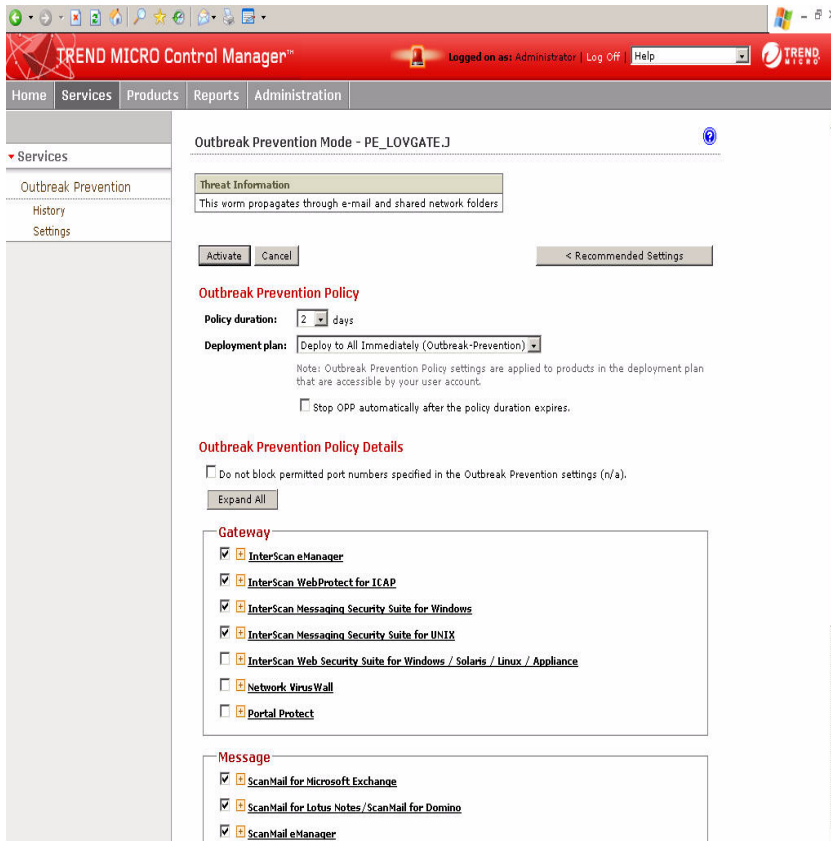 TREND MICRO Control Manager™
Logged on as: Administrator | Log Off | Help
TREND MICRO
Home Services Products Reports Administration
Services
Outbreak Prevention
History
Settings
Outbreak Prevention Mode - PE_LOVGATE.J
Threat Information
This worm propagates through e-mail and shared network folders
Activate Cancel < Recommended Settings
Outbreak Prevention Policy
Policy duration: 2 days
Deployment plan: Deploy to All Immediately (Outbreak-Prevention)
Note: Outbreak Prevention Policy settings are applied to products in the deployment plan
that are accessible by your user account.
Stop OPP automatically after the policy duration expires.
Outbreak Prevention Policy Details
Do not block permitted port numbers specified in the Outbreak Prevention settings (n/a).
Expand All
Gateway
InterScan eManager
InterScan WebProtect for ICAP
InterScan Messaging Security Suite for Windows
InterScan Messaging Security Suite for UNIX
InterScan Web Security Suite for Windows / Solaris / Linux / Appliance
Network VirusWall
Portal Protect
Message
ScanMail for Microsoft Exchange
ScanMail for Lotus Notes/ScanMail for Domino
ScanMail eManager